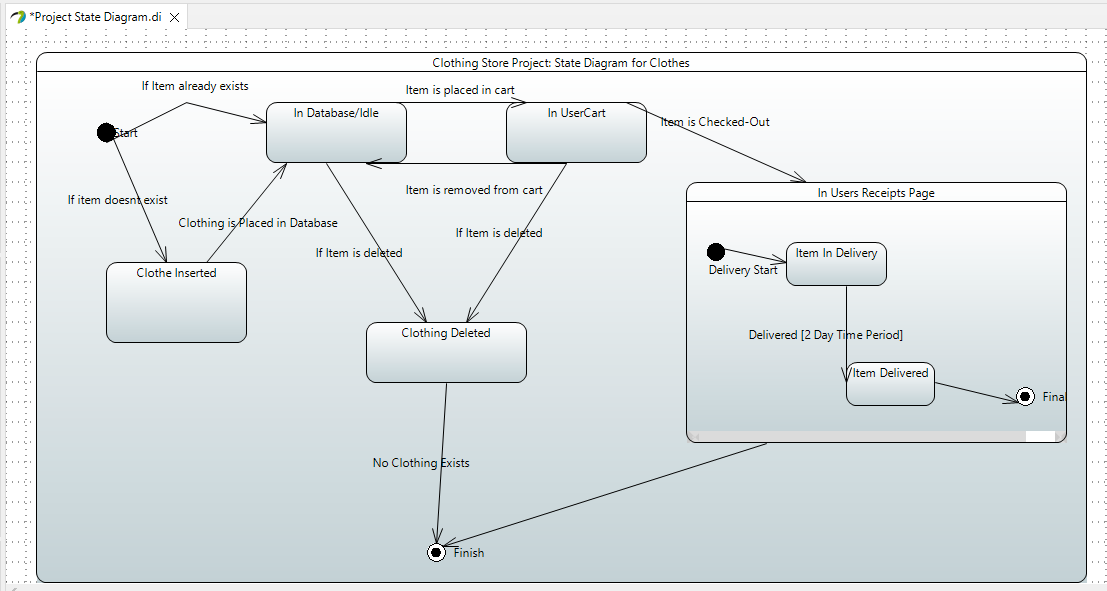 *Project State Diagram.di
Clothing Store Project: State Diagram for Clothes
If Item already exists
Item is placed in cart
In Database/Idle
In UserCart
Start
Item is Checked-Out
Item is removed from cart
In Users Receipts Page
If item doesnt exist
Clothing is Placed in Database
If Item is deleted
If Item is deleted
Item In Delivery
Delivery Start
Clothe Inserted
Clothing Deleted
Delivered [2 Day Time Period]
Item Delivered
Final
No Clothing Exists
Finish